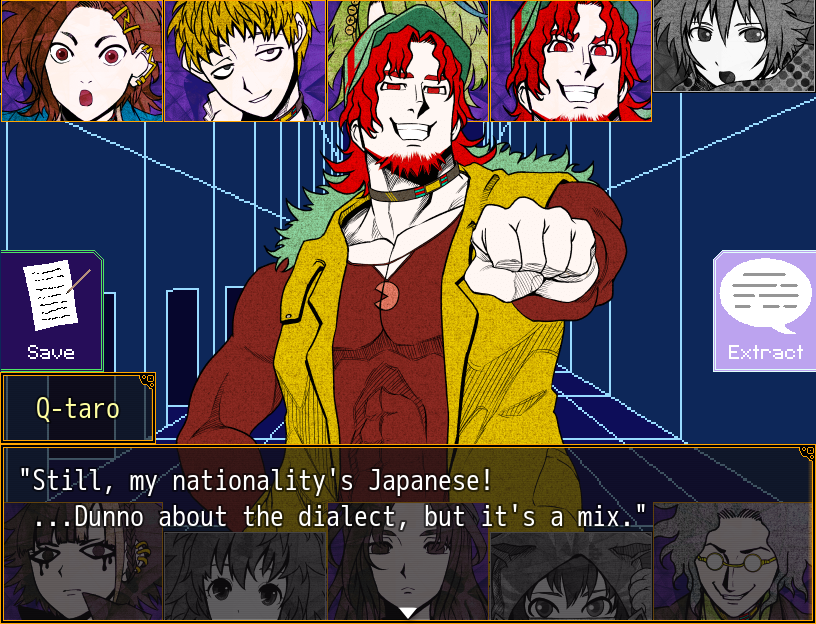 Save
Extract
Q-taro
"Still, my nationality's Japanese!
...Dunno about the dialect, but it's a mix."